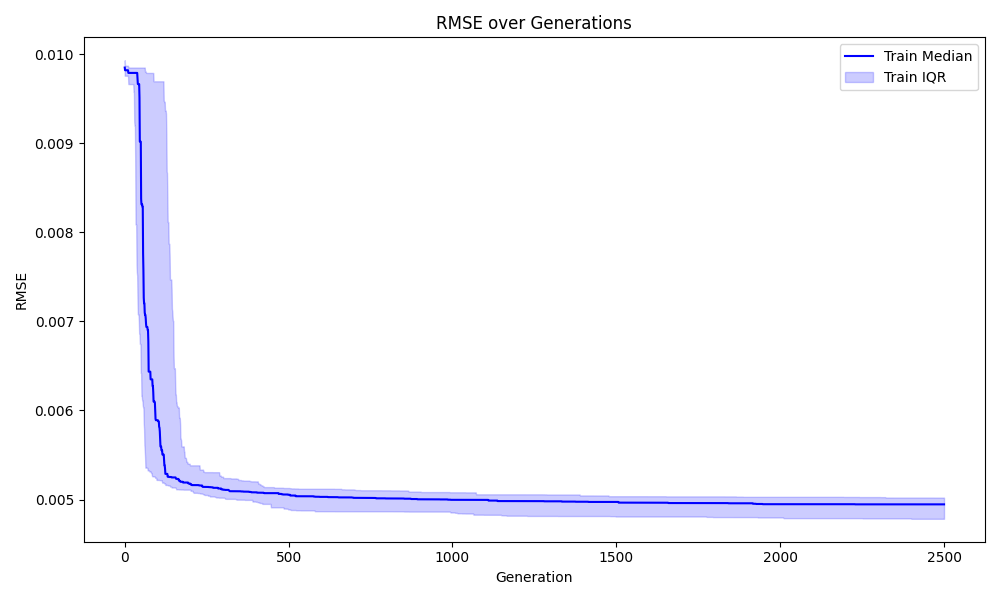 RMSE over Generations
Train Median
Train IQR
0.010
0.009
0.008
0.007
0.006
0.005
RMSE
0
500
1000
1500
2000
2500
Generation